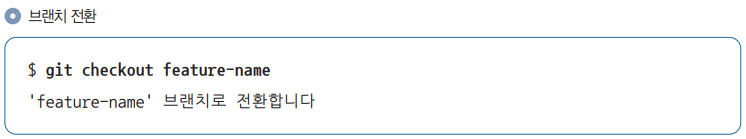 브랜치 전환
$ git checkout feature-name
'feature-name' 브랜치로 전환합니다